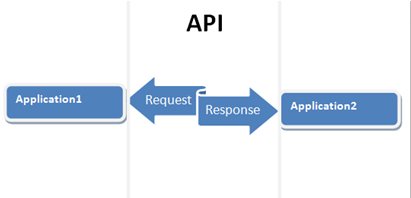 API
Application1
Request
Response
Application2